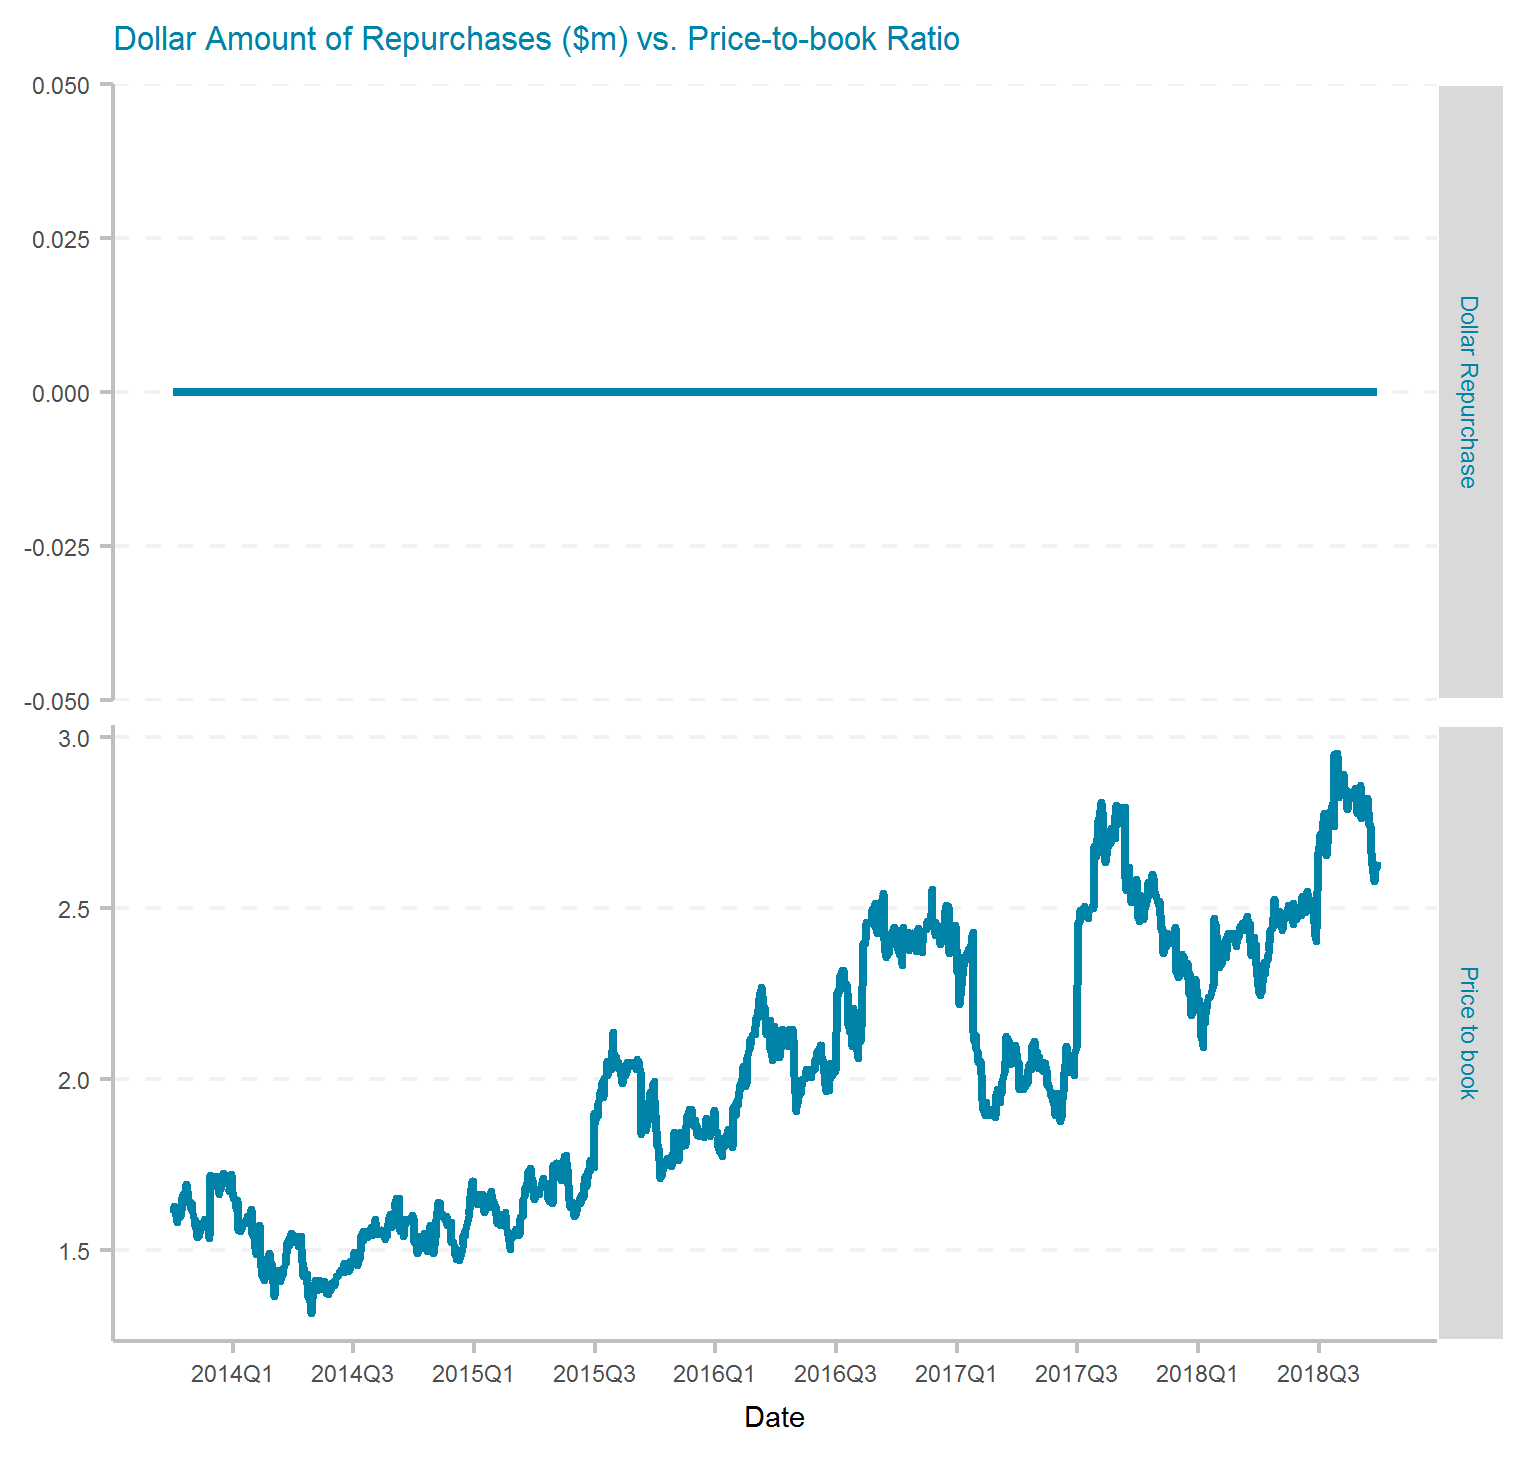 Dollar Amount of Repurchases ($m) vs. Price-to-book Ratio
0.050
0.025
0.000
-0.025
-0.050
Dollar Repurchase
3.0
2.5
2.0
1.5
Price to book
2014Q1 2014Q3 2015Q1 2015Q3 2016Q1 2016Q3 2017Q1 2017Q3 2018Q1 2018Q3
Date